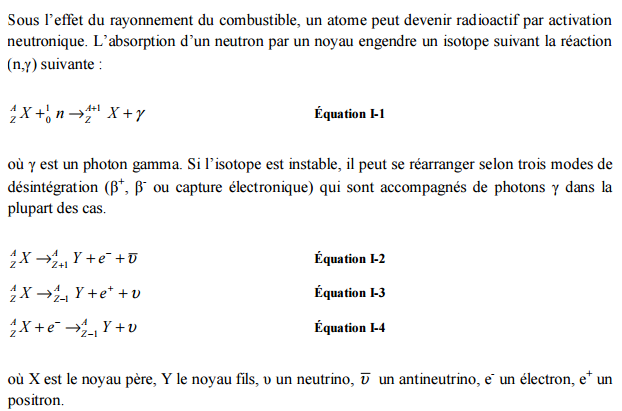 Sous l'effet du rayonnement du combustible, un atome peut devenir radioactif par activation
neutronique. L'absorption d'un neutron par un noyau engendre un isotope suivant la réaction
(n,γ) suivante :
$^{A}_{Z}X + ^{1}_{0}n \rightarrow ^{A+1}_{Z}X + \gamma$ Équation I-1
où γ est un photon gamma. Si l'isotope est instable, il peut se réarranger selon trois modes de
désintégration (β⁺, β⁻ ou capture électronique) qui sont accompagnés de photons γ dans la
plupart des cas.
$^{A}_{Z}X \rightarrow ^{A}_{Z+1}Y + e^{-} + \overline{\upsilon}$ Équation I-2
$^{A}_{Z}X \rightarrow ^{A}_{Z-1}Y + e^{+} + \upsilon$ Équation I-3
$^{A}_{Z}X + e^{-} \rightarrow ^{A}_{Z-1}Y + \upsilon$ Équation I-4
où X est le noyau père, Y le noyau fils, υ un neutrino, $\overline{\upsilon}$ un antineutrino, e⁻ un électron, e⁺ un
positron.